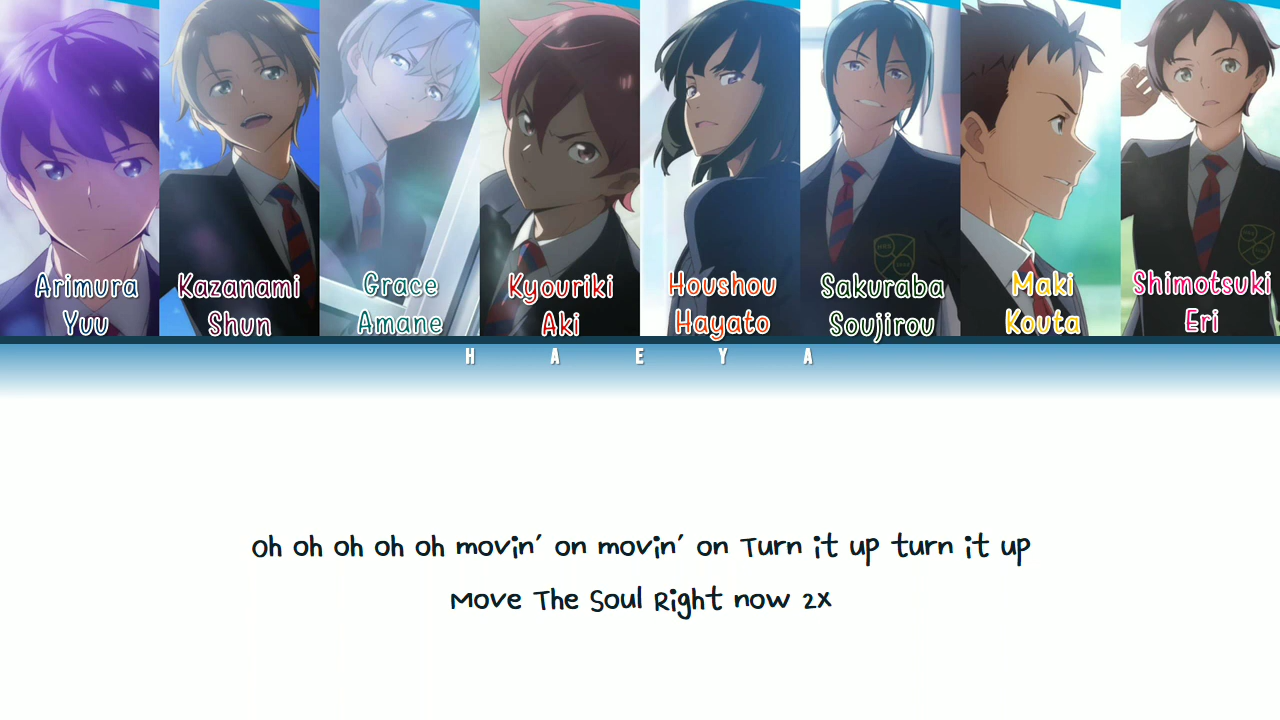 Arimura Yuu
Kazanami Shun
Grace Amane
Kyouriki Aki
Houshou Hayato
Sakuraba Soujirou
Maki Kouta
Shimotsuki Eri
H A E Y A
Oh oh oh oh oh movin' on movin' on Turn it up turn it up
Move The Soul Right now 2x